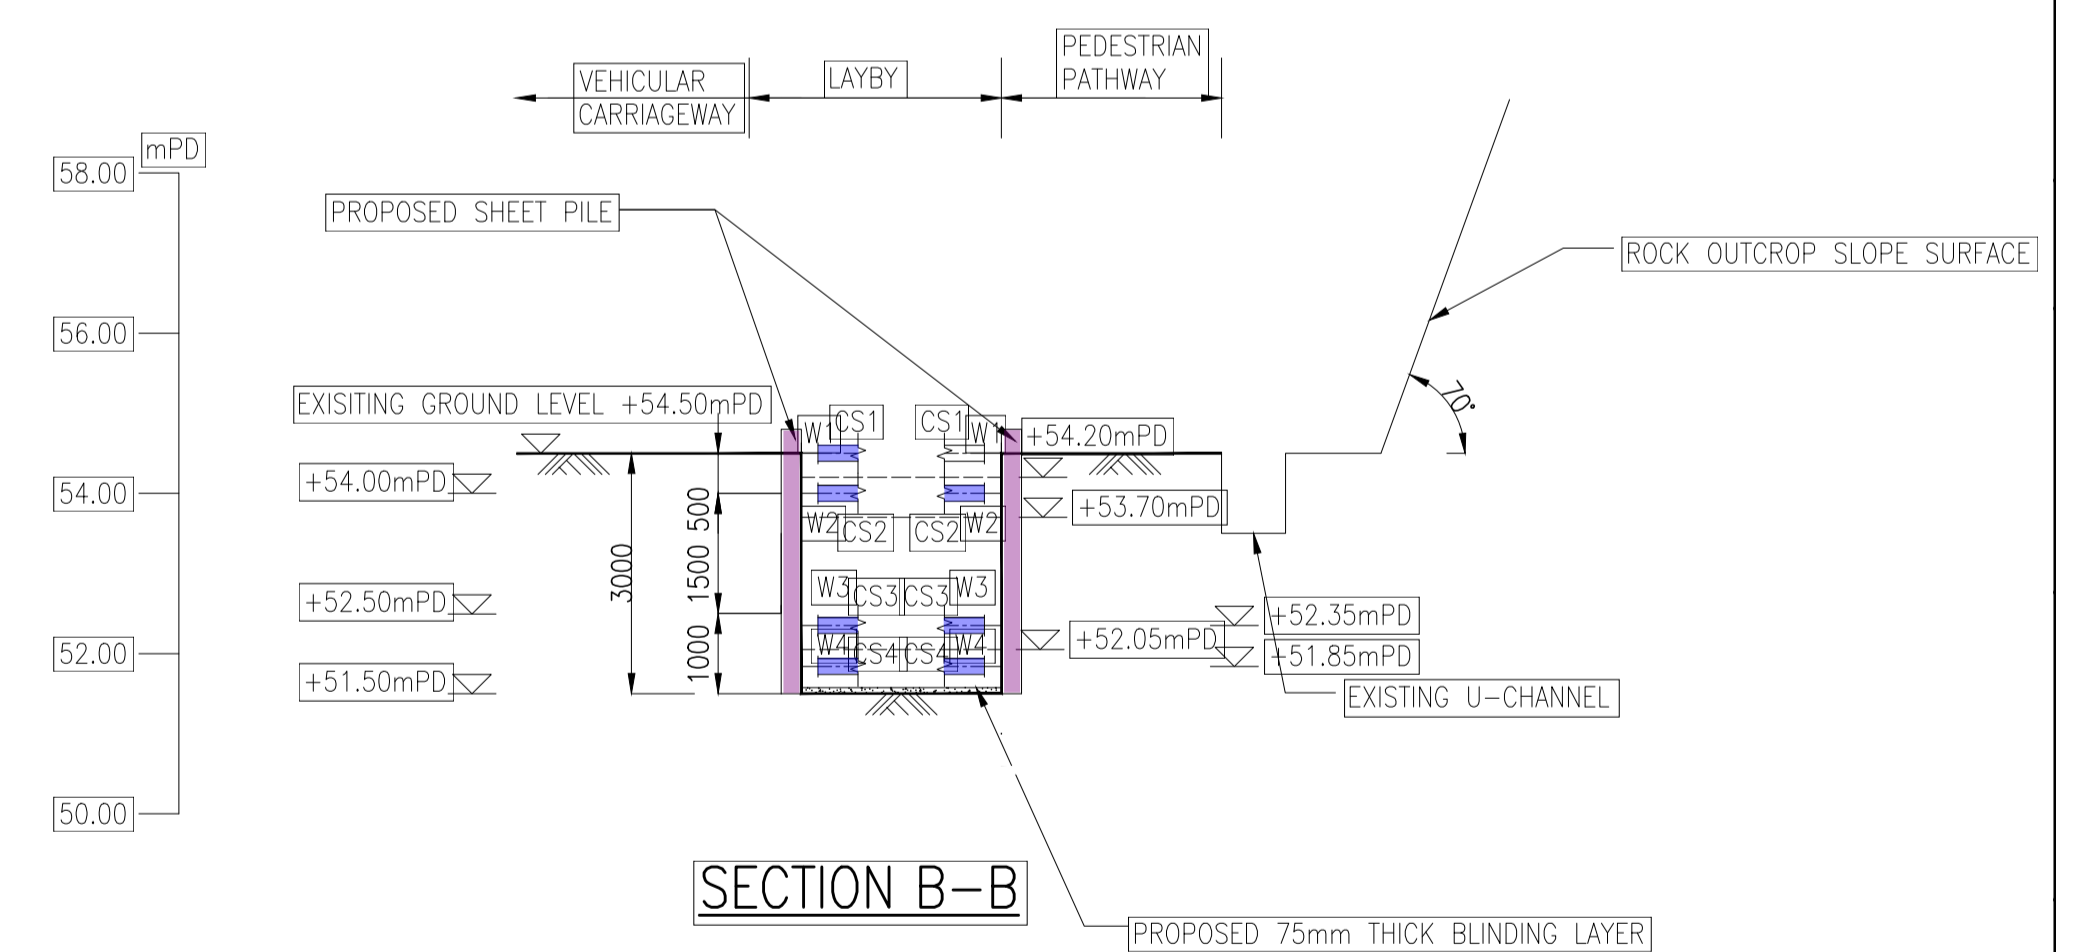 PEDESTRIAN
PATHWAY
VEHICULAR
CARRIAGEWAY
LAYBY
mPD
58.00
56.00
54.00
52.00
50.00
PROPOSED SHEET PILE
ROCK OUTCROP SLOPE SURFACE
70°
EXISITING GROUND LEVEL +54.50mPD
W1
CS1
CS1
W1
+54.20mPD
+54.00mPD
+53.70mPD
W2
CS2
CS2
W2
500
1500
1000
3000
+52.50mPD
W3
CS3
CS3
W3
+52.35mPD
W4
CS4
CS4
W4
+52.05mPD
+51.85mPD
+51.50mPD
EXISTING U-CHANNEL
SECTION B-B
PROPOSED 75mm THICK BLINDING LAYER